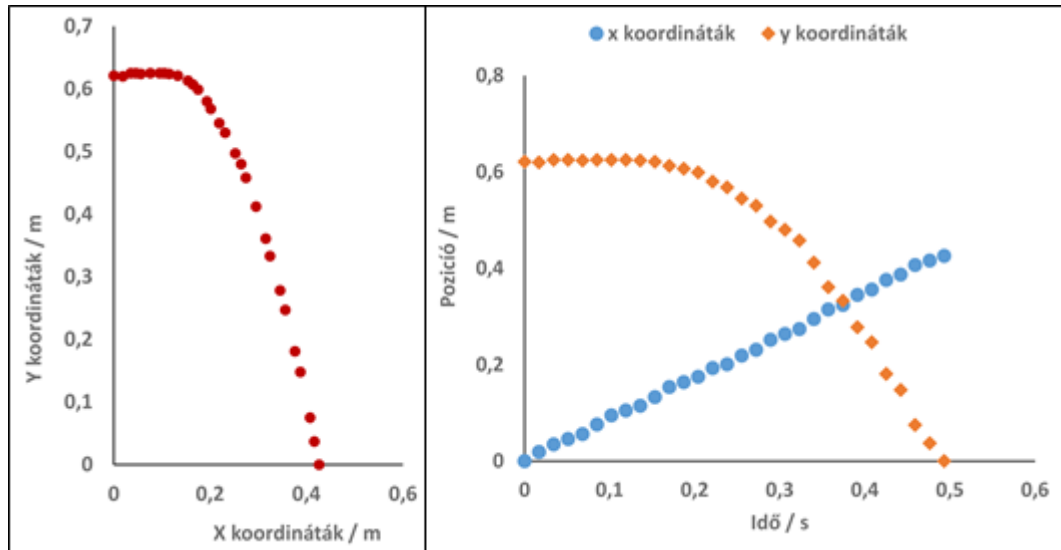 0,7
0,6
0,5
0,4
0,3
0,2
0,1
0
Y koordináták / m
0 0,2 0,4 0,6
X koordináták / m
x koordináták y koordináták
0,8
0,6
0,4
0,2
0
Pozíció / m
0 0,1 0,2 0,3 0,4 0,5 0,6
Idő / s